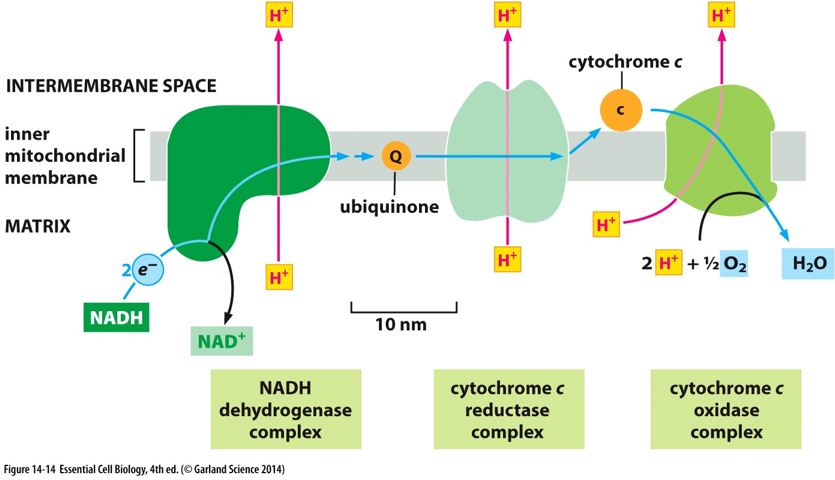 H⁺
H⁺
H⁺
cytochrome c
INTERMEMBRANE SPACE
c
inner
mitochondrial
membrane
Q
ubiquinone
MATRIX
H⁺
2 e⁻
H⁺
H⁺
2 H⁺ + ½ O₂
H₂O
NADH
NAD⁺
10 nm
NADH
dehydrogenase
complex
cytochrome c
reductase
complex
cytochrome c
oxidase
complex
Figure 14-14 Essential Cell Biology, 4th ed. (© Garland Science 2014)